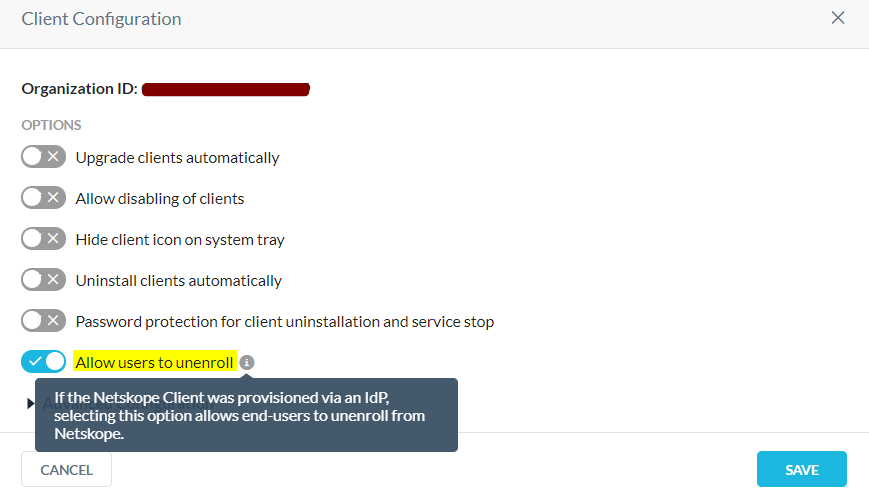 Client Configuration
Organization ID:
OPTIONS
Upgrade clients automatically
Allow disabling of clients
Hide client icon on system tray
Uninstall clients automatically
Password protection for client uninstallation and service stop
Allow users to unenroll
Advanced Configuration
If the Netskope Client was provisioned via an IdP,
selecting this option allows end-users to unenroll from
Netskope.
CANCEL
SAVE